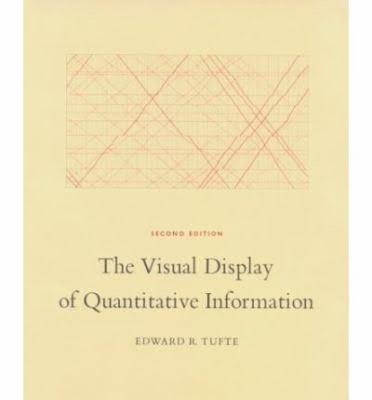 SECOND EDITION
The Visual Display
of Quantitative Information
EDWARD R. TUFTE